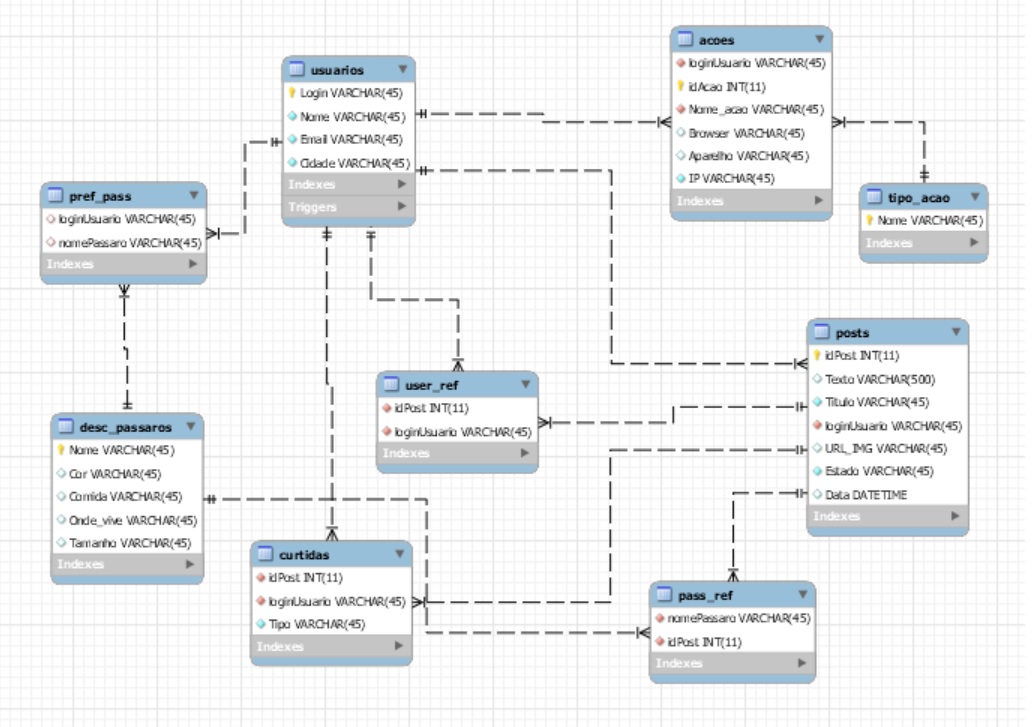 acoes
loginUsuario VARCHAR(45)
idAcao INT(11)
Nome_acao VARCHAR(45)
Browser VARCHAR(45)
Aparelho VARCHAR(45)
IP VARCHAR(45)
Indexes
usuarios
Login VARCHAR(45)
Nome VARCHAR(45)
Email VARCHAR(45)
Cidade VARCHAR(45)
Indexes
Triggers
pref_pass
loginUsuario VARCHAR(45)
nomePassaro VARCHAR(45)
Indexes
tipo_acao
Nome VARCHAR(45)
Indexes
posts
idPost INT(11)
Texto VARCHAR(500)
Titulo VARCHAR(45)
loginUsuario VARCHAR(45)
URL_IMG VARCHAR(45)
Estado VARCHAR(45)
Data DATETIME
Indexes
user_ref
idPost INT(11)
loginUsuario VARCHAR(45)
Indexes
desc_passaros
Nome VARCHAR(45)
Cor VARCHAR(45)
Comida VARCHAR(45)
Onde_vive VARCHAR(45)
Tamanho VARCHAR(45)
Indexes
curtidas
idPost INT(11)
loginUsuario VARCHAR(45)
Tipo VARCHAR(45)
Indexes
pass_ref
nomePassaro VARCHAR(45)
idPost INT(11)
Indexes